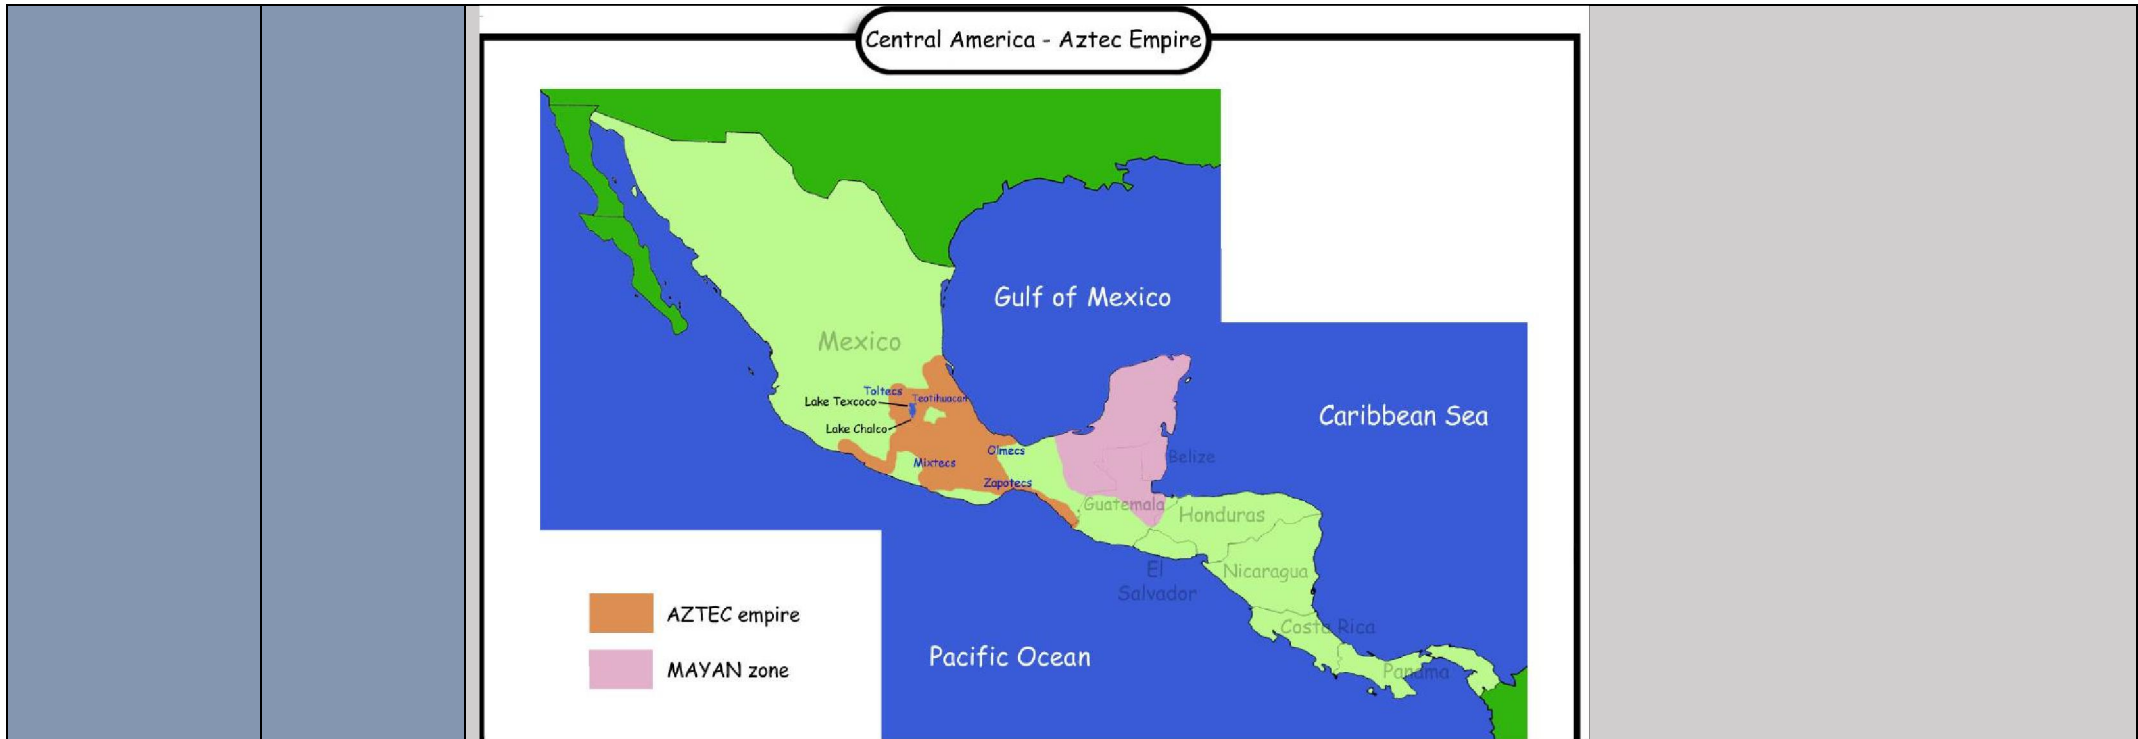 Central America - Aztec Empire
Gulf of Mexico
Mexico
Toltecs
Lake Texcoco
Teotihuacan
Lake Chalco
Caribbean Sea
Olmecs
Mixtecs
Belize
Zapotecs
Guatemala
Honduras
El
Salvador
Nicaragua
AZTEC empire
Costa Rica
Pacific Ocean
MAYAN zone
Panama